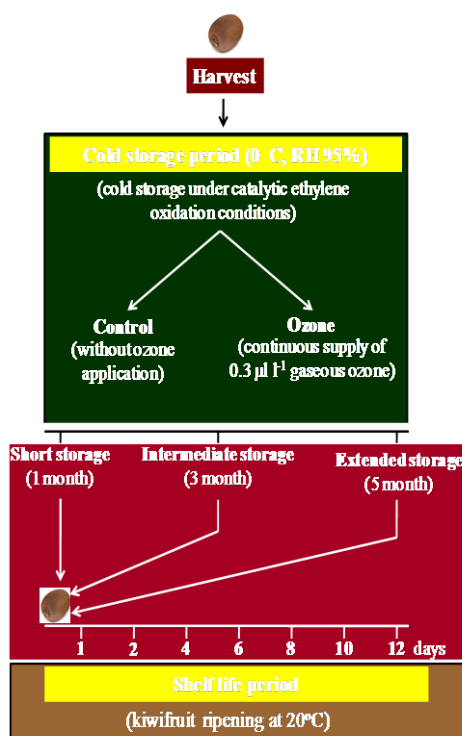 Harvest
Cold storage period (0 C, RH 95%)
(cold storage under catalytic ethylene
oxidation conditions)
Control
(without ozone
application)
Ozone
(continuous supply of
0.3 µl l⁻¹ gaseous ozone)
Short storage
(1 month)
Intermediate storage
(3 month)
Extended storage
(5 month)
1 2 4 6 8 10 12 days
Shelf life period
(kiwifruit ripening at 20°C)